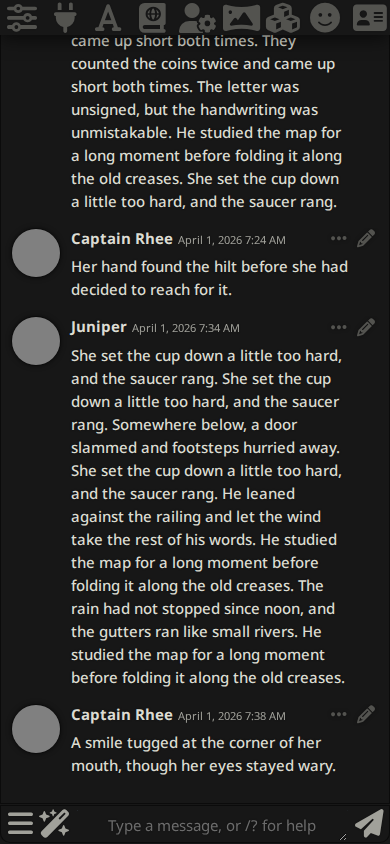 came up short both times. They
counted the coins twice and came up
short both times. The letter was
unsigned, but the handwriting was
unmistakable. He studied the map for
a long moment before folding it along
the old creases. She set the cup down
a little too hard, and the saucer rang.
Captain Rhee April 1, 2026 7:24 AM
Her hand found the hilt before she had
decided to reach for it.
Juniper April 1, 2026 7:34 AM
She set the cup down a little too hard,
and the saucer rang. She set the cup
down a little too hard, and the saucer
rang. Somewhere below, a door
slammed and footsteps hurried away.
She set the cup down a little too hard,
and the saucer rang. He leaned
against the railing and let the wind
take the rest of his words. He studied
the map for a long moment before
folding it along the old creases. The
rain had not stopped since noon, and
the gutters ran like small rivers. He
studied the map for a long moment
before folding it along the old creases.
Captain Rhee April 1, 2026 7:38 AM
A smile tugged at the corner of her
mouth, though her eyes stayed wary.
Type a message, or /? for help